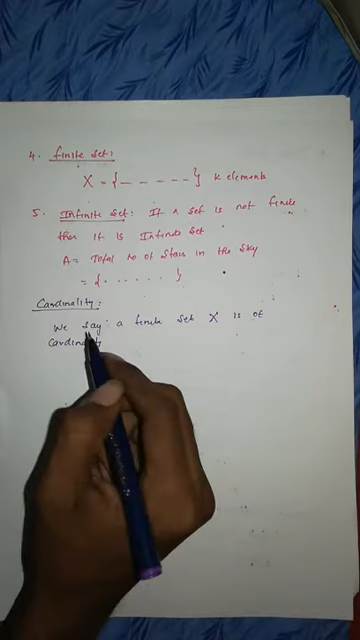 4. Finite set:
X = {_ _ _ _ _ _} k elements
5. Infinite set: If a set is not finite
then it is Infinite set
A = Total no of stars in the sky
= {. . . . . . }
Cardinality:
We say a finite set X is of
Cardinality